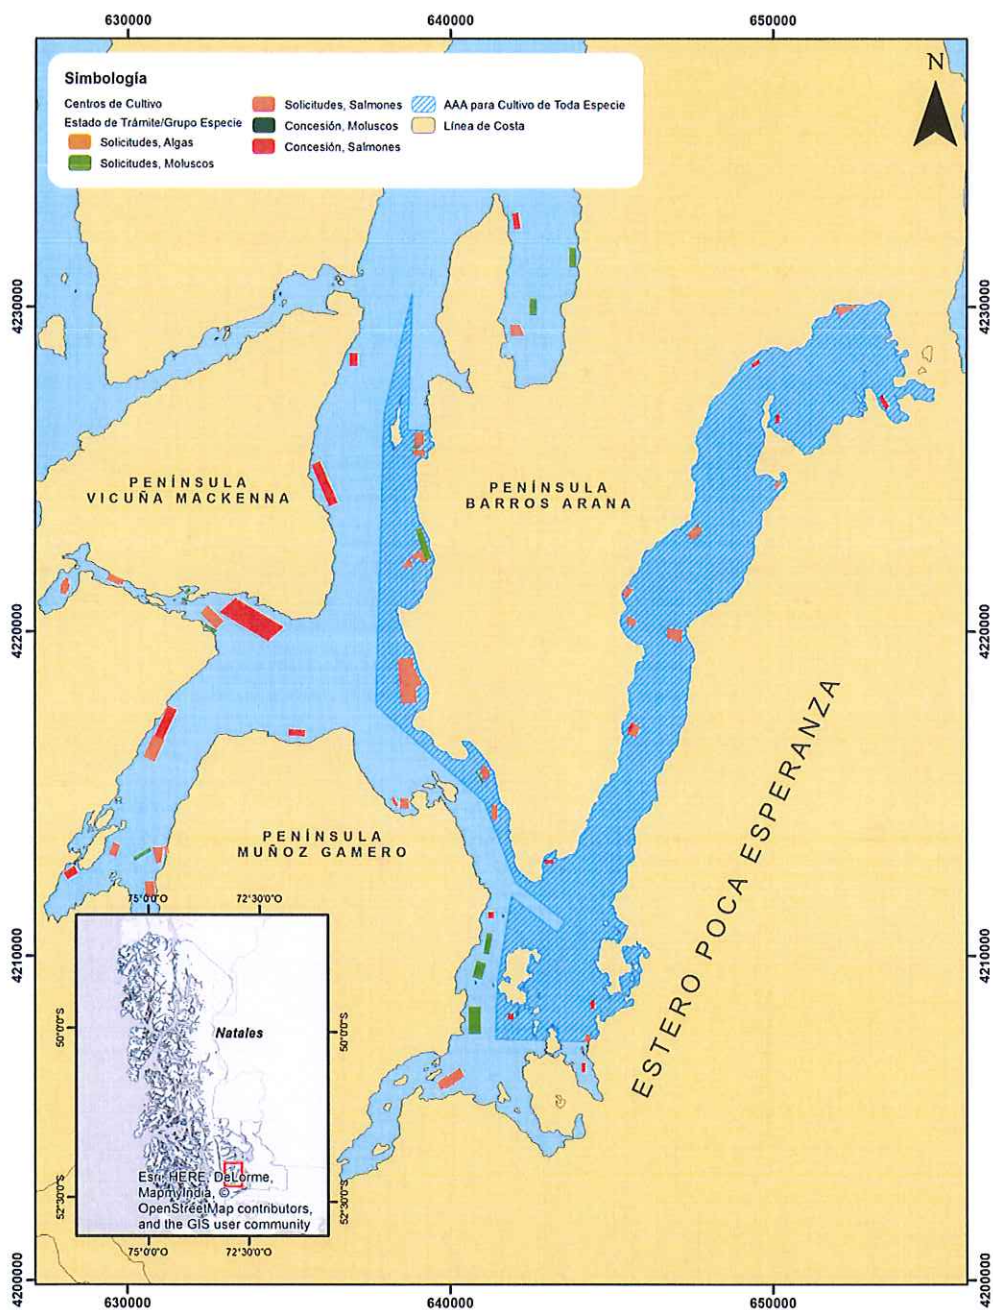 630000
640000
650000
N
Simbología
Centros de Cultivo
Estado de Trámite/Grupo Especie
Solicitudes, Algas
Solicitudes, Moluscos
Solicitudes, Salmones
Concesión, Moluscos
Concesión, Salmones
AAA para Cultivo de Toda Especie
Línea de Costa
4230000
4230000
PENÍNSULA
VICUÑA MACKENNA
PENÍNSULA
BARROS ARANA
4220000
4220000
PENÍNSULA
MUÑOZ GAMERO
ESTERO POCA ESPERANZA
4210000
4210000
75°0'0"O
72°30'0"O
50°0'0"S
50°0'0"S
Natales
52°30'0"S
52°30'0"S
Esri, HERE, DeLorme,
MapmyIndia, ©
OpenStreetMap contributors,
and the GIS user community
75°0'0"O
72°30'0"O
4200000
4200000
630000
640000
650000